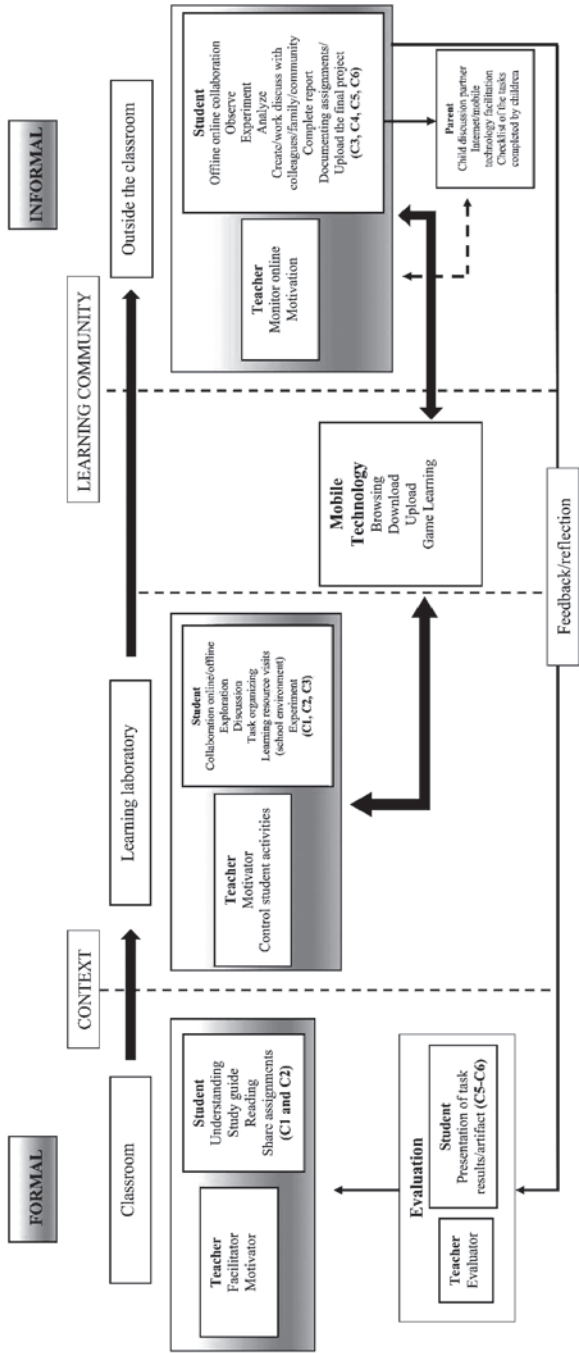 FORMAL
INFORMAL
CONTEXT
LEARNING COMMUNITY
Classroom
Learning laboratory
Outside the classroom
Teacher
Facilitator
Motivator
Student
Understanding
Study guide
Reading
Share assignments
(C1 and C2)
Teacher
Motivator
Control student activities
Student
Collaboration online/offline
Exploration
Discussion
Task organizing
Learning resource visits
(school environment)
Experiment
(C1, C2, C3)
Teacher
Monitor online
Motivation
Student
Offline online collaboration
Observe
Experiment
Analyze
Create/work discuss with
colleagues/family/community
Complete report
Documenting assignments/
Upload the final project
(C3, C4, C5, C6)
Mobile
Technology
Browsing
Download
Upload
Game Learning
Parent
Child discussion partner
Internet/mobile
technology facilitation
Checklist of the tasks
completed by children
Evaluation
Teacher
Evaluator
Student
Presentation of task
results/artifact (C5-C6)
Feedback/reflection